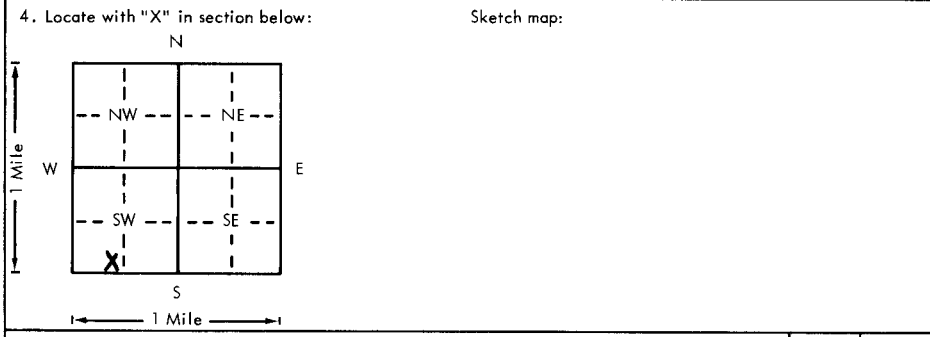 4. Locate with "X" in section below: Sketch map:
N
NW NE
W E
1 Mile
SW SE
X
S
1 Mile